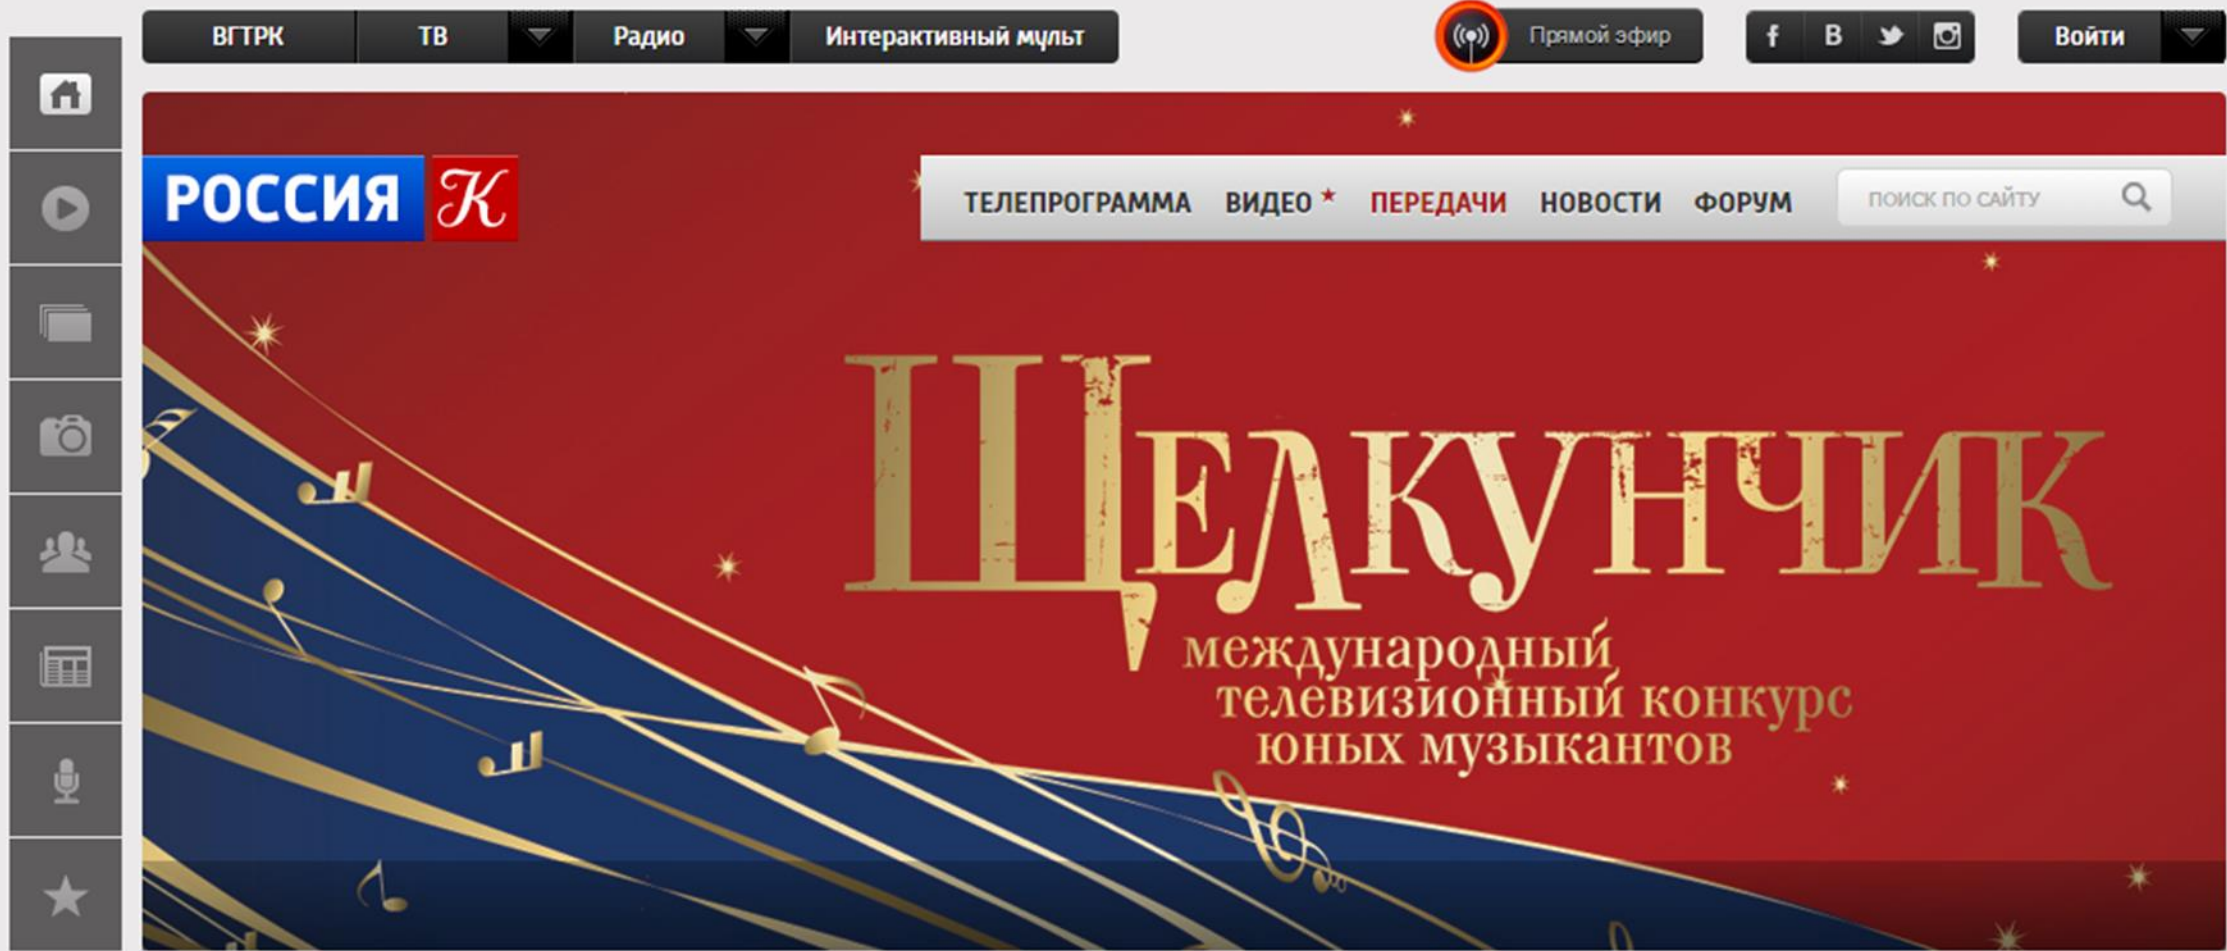 ВГТРК ТВ Радио Интерактивный мульт Прямой эфир f В Войти
РОССИЯ К
ТЕЛЕПРОГРАММА ВИДЕО ПЕРЕДАЧИ НОВОСТИ ФОРУМ ПОИСК ПО САЙТУ
ЩЕЛКУНЧИК
международный
телевизионный конкурс
юных музыкантов